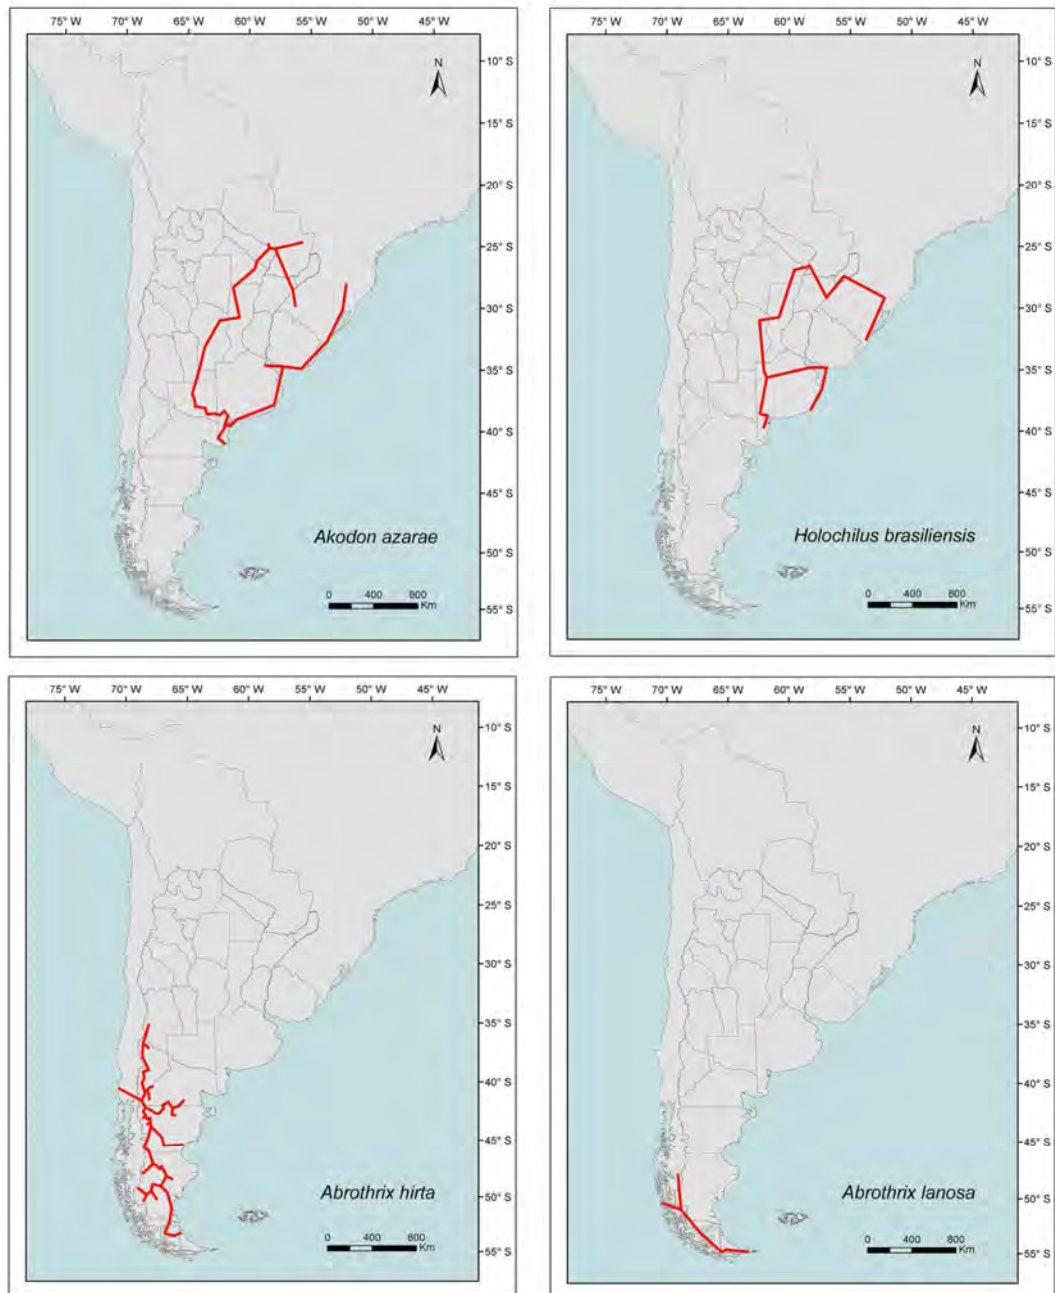 75° W 70° W 65° W 60° W 55° W 50° W 45° W
N
10° S
15° S
20° S
25° S
30° S
35° S
40° S
45° S
50° S
55° S
Akodon azarae
0 400 800
Km
75° W 70° W 65° W 60° W 55° W 50° W 45° W
N
10° S
15° S
20° S
25° S
30° S
35° S
40° S
45° S
50° S
55° S
Holochilus brasiliensis
0 400 800
Km
75° W 70° W 65° W 60° W 55° W 50° W 45° W
N
10° S
15° S
20° S
25° S
30° S
35° S
40° S
45° S
50° S
55° S
Abrothrix hirta
0 400 800
Km
75° W 70° W 65° W 60° W 55° W 50° W 45° W
N
10° S
15° S
20° S
25° S
30° S
35° S
40° S
45° S
50° S
55° S
Abrothrix lanosa
0 400 800
Km